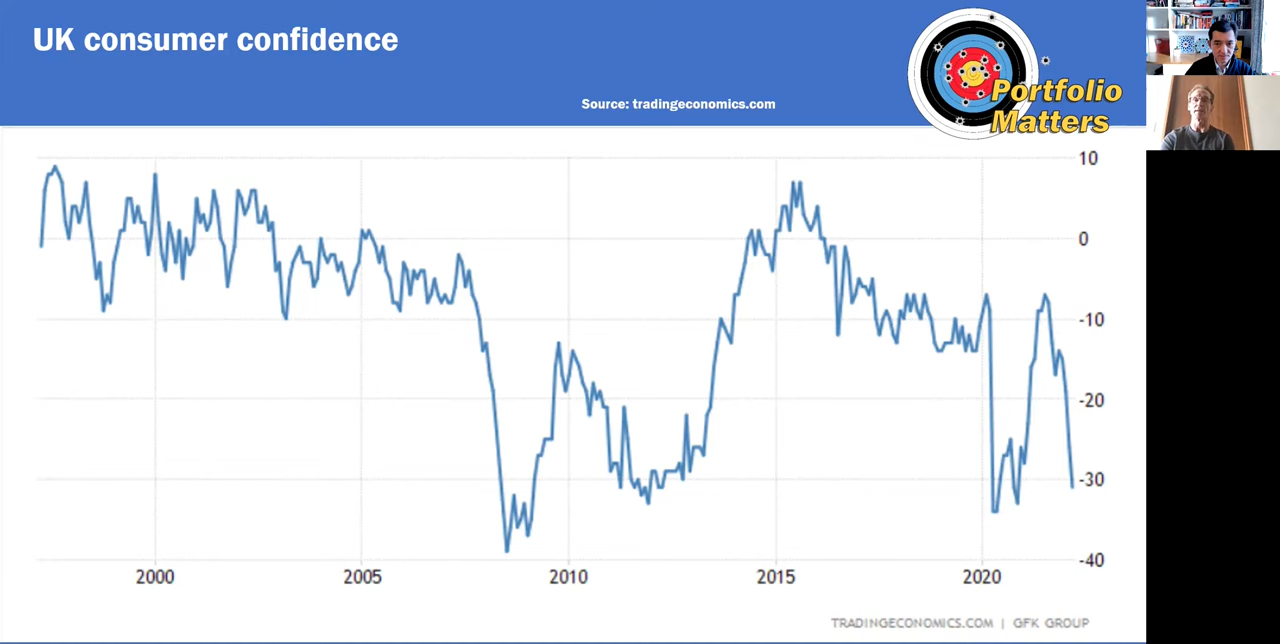 UK consumer confidence
Source: tradingeconomics.com
Portfolio
Matters
10
0
-10
-20
-30
-40
2000 2005 2010 2015 2020
TRADINGECONOMICS.COM | GFK GROUP